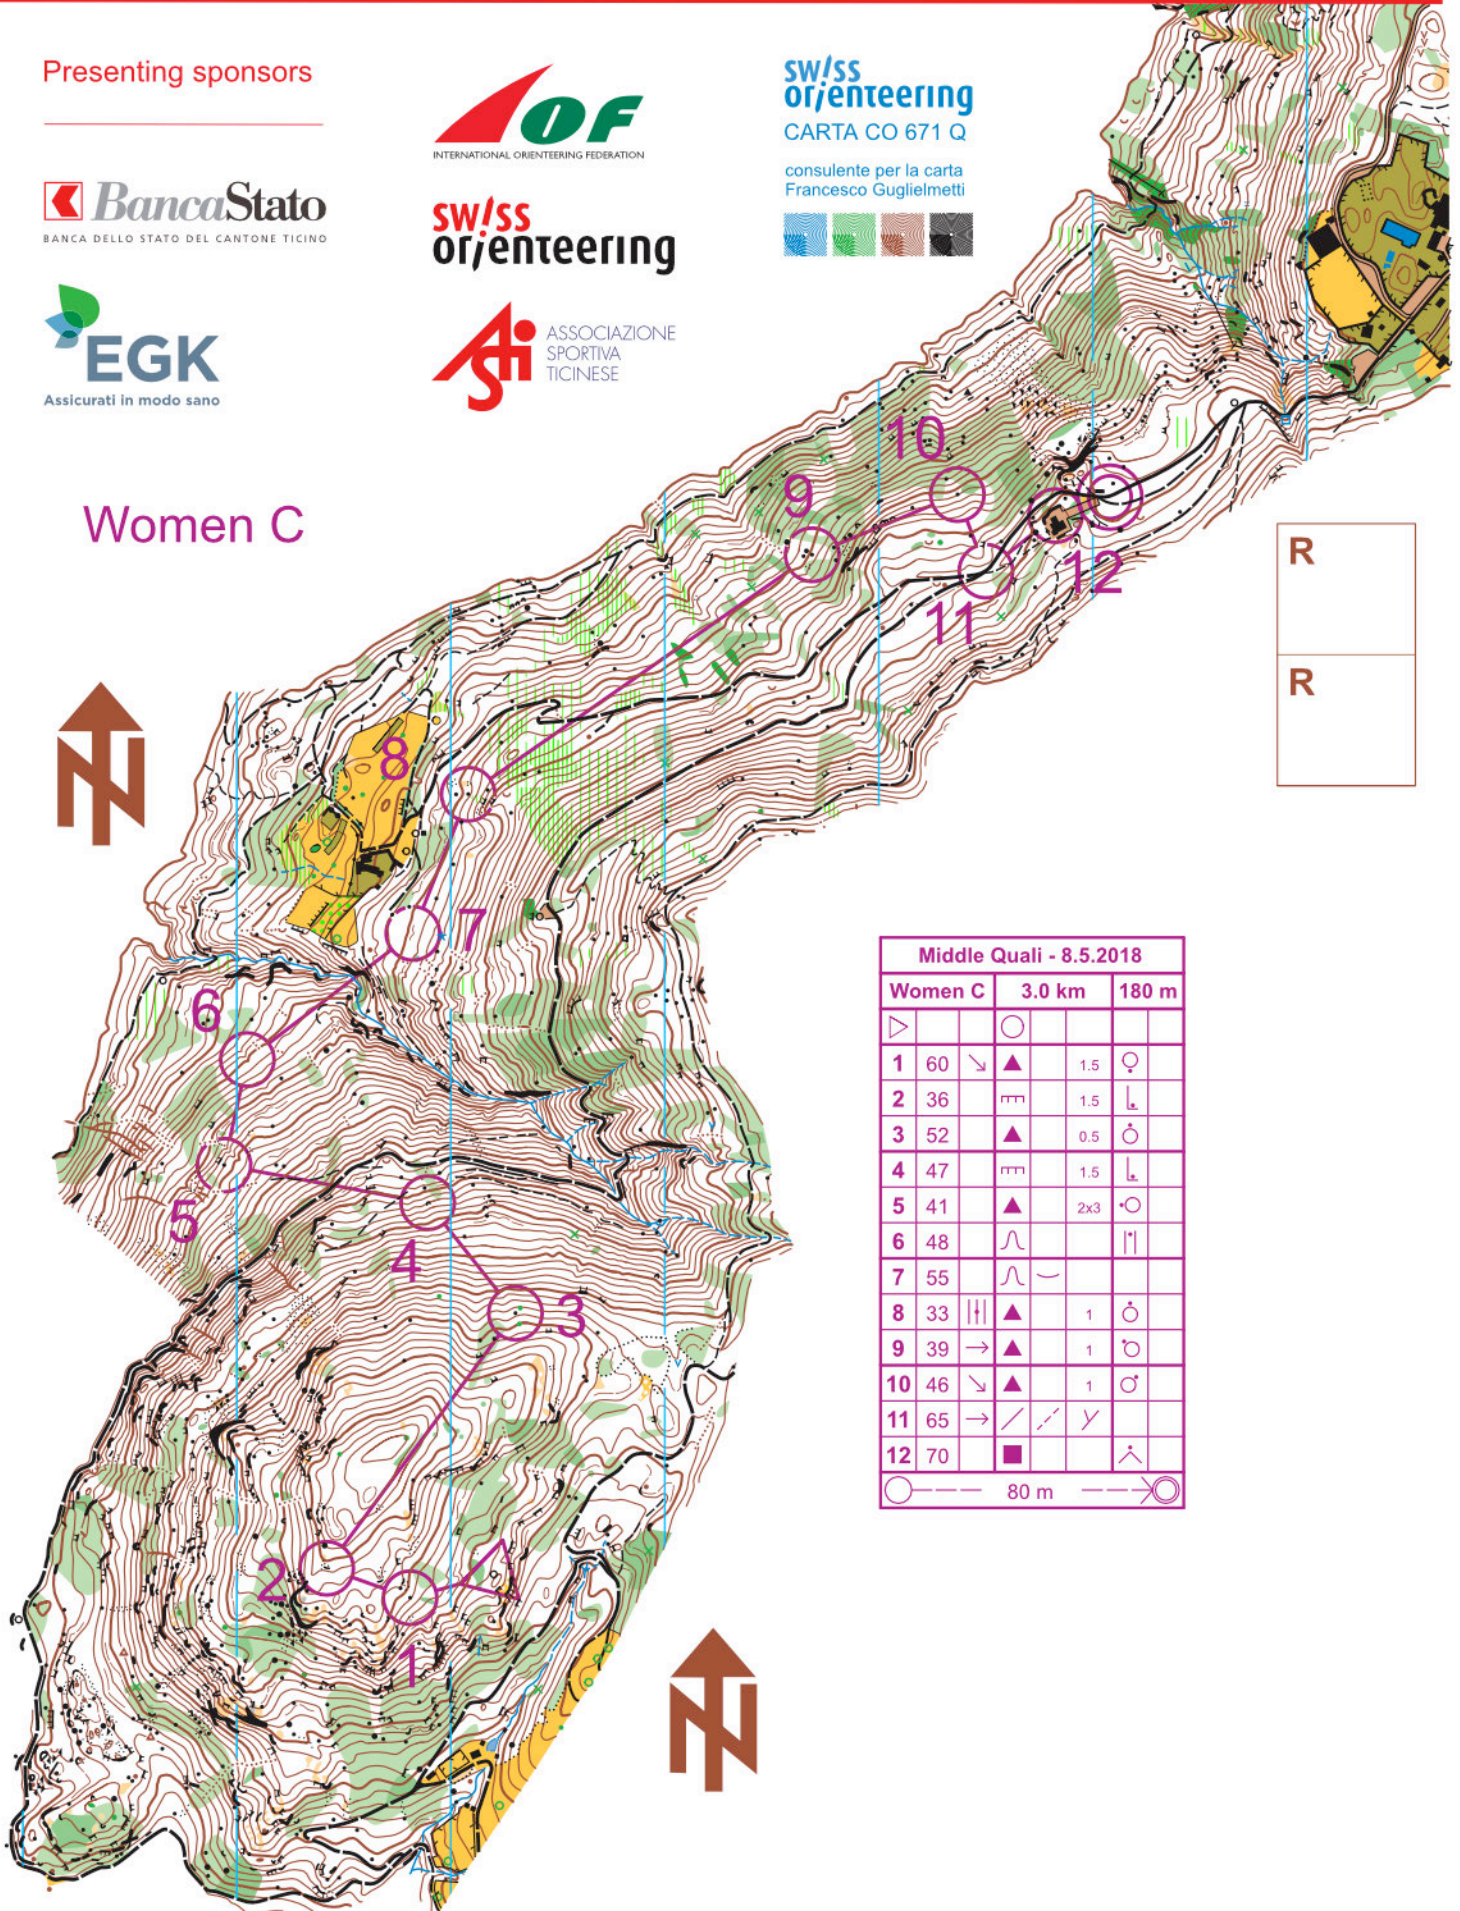 Presenting sponsors
BancaStato
BANCA DELLO STATO DEL CANTONE TICINO
EGK
Assicurati in modo sano
IOF
INTERNATIONAL ORIENTEERING FEDERATION
swiss
orienteering
ASTi
ASSOCIAZIONE
SPORTIVA
TICINESE
swiss
orienteering
CARTA CO 671 Q
consulente per la carta
Francesco Guglielmetti
Women C
10
9
12
11
R
R
N
8
7
6
5
4
3
2
1
N
Middle Quali - 8.5.2018
Women C 3.0 km 180 m
1 60 1.5
2 36 1.5
3 52 0.5
4 47 1.5
5 41 2x3
6 48
7 55
8 33 1
9 39 1
10 46 1
11 65
12 70
80 m